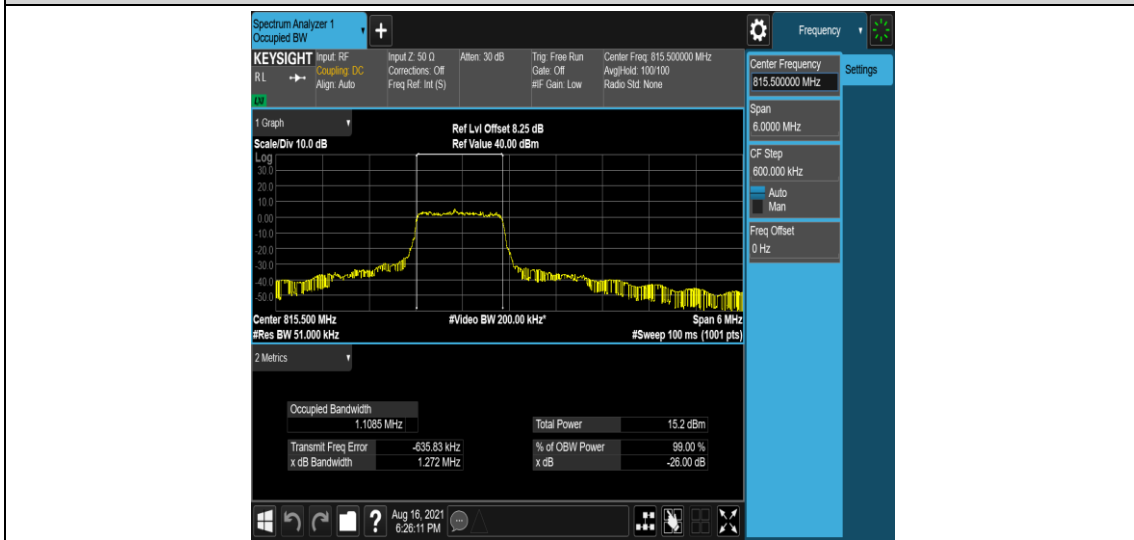 Spectrum Analyzer 1
Occupied BW
Frequency
KEYSIGHT Input: RF Input Z: 50 Ω Atten: 30 dB Trig: Free Run Center Freq: 815.500000 MHz
RL Coupling: DC Corrections: Off Gate: Off Avg|Hold: 100/100
Align: Auto Freq Ref: Int (S) #IF Gain: Low Radio Std: None
Center Frequency
815.500000 MHz
Settings
Span
6.0000 MHz
CF Step
600.000 kHz
Auto
Man
Freq Offset
0 Hz
1 Graph
Ref Lvl Offset 8.25 dB
Scale/Div 10.0 dB Ref Value 40.00 dBm
Log
30.0
20.0
10.0
0.00
-10.0
-20.0
-30.0
-40.0
-50.0
Center 815.500 MHz #Video BW 200.00 kHz* Span 6 MHz
#Res BW 51.000 kHz #Sweep 100 ms (1001 pts)
2 Metrics
Occupied Bandwidth
1.1085 MHz
Total Power 15.2 dBm
Transmit Freq Error -635.83 kHz % of OBW Power 99.00 %
x dB Bandwidth 1.272 MHz x dB -26.00 dB
Aug 16, 2021
6:26:11 PM